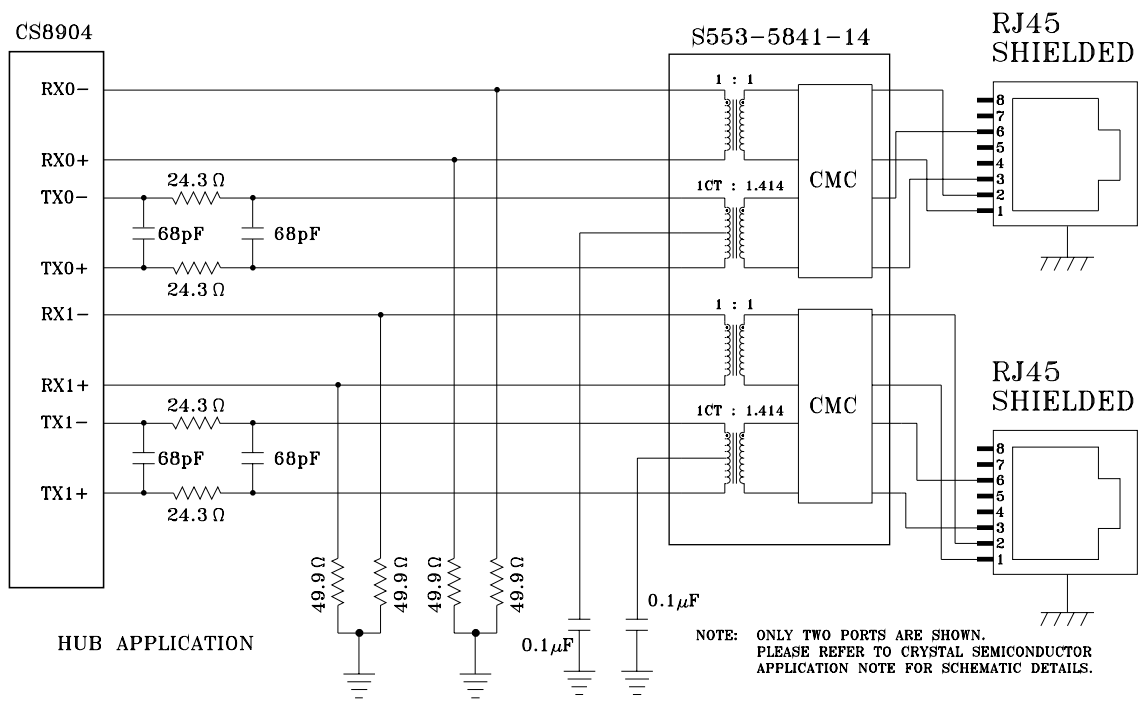 CS8904
S553-5841-14
RJ45
SHIELDED
RX0-
1 : 1
8
7
6
5
4
3
2
1
RX0+
CMC
24.3 Ω
TX0-
1CT : 1.414
68pF
68pF
TX0+
24.3 Ω
RX1-
1 : 1
RJ45
SHIELDED
RX1+
CMC
24.3 Ω
TX1-
1CT : 1.414
8
7
6
5
4
3
2
1
68pF
68pF
TX1+
24.3 Ω
49.9 Ω
49.9 Ω
49.9 Ω
49.9 Ω
0.1μF
0.1μF
HUB APPLICATION
NOTE: ONLY TWO PORTS ARE SHOWN.
PLEASE REFER TO CRYSTAL SEMICONDUCTOR
APPLICATION NOTE FOR SCHEMATIC DETAILS.